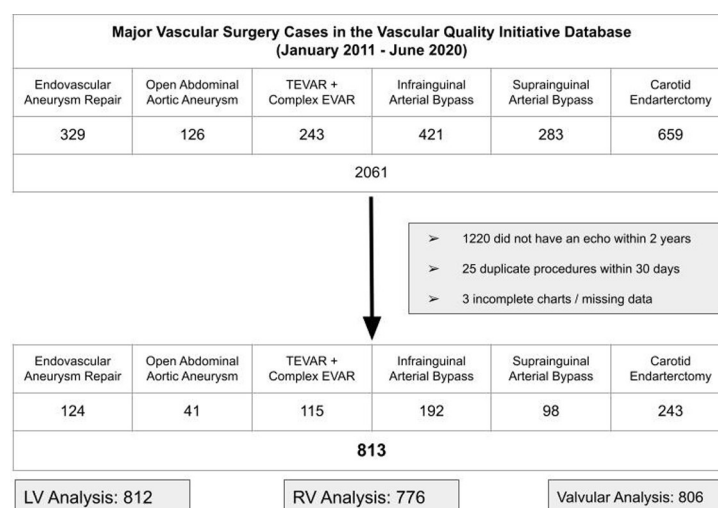 Major Vascular Surgery Cases in the Vascular Quality Initiative Database
(January 2011 - June 2020)
Endovascular Open Abdominal TEVAR + Infrainguinal Suprainguinal Carotid
Aneurysm Repair Aortic Aneurysm Complex EVAR Arterial Bypass Arterial Bypass Endarterctomy
329 126 243 421 283 659
2061
➢ 1220 did not have an echo within 2 years
➢ 25 duplicate procedures within 30 days
➢ 3 incomplete charts / missing data
Endovascular Open Abdominal TEVAR + Infrainguinal Suprainguinal Carotid
Aneurysm Repair Aortic Aneurysm Complex EVAR Arterial Bypass Arterial Bypass Endarterctomy
124 41 115 192 98 243
813
LV Analysis: 812 RV Analysis: 776 Valvular Analysis: 806